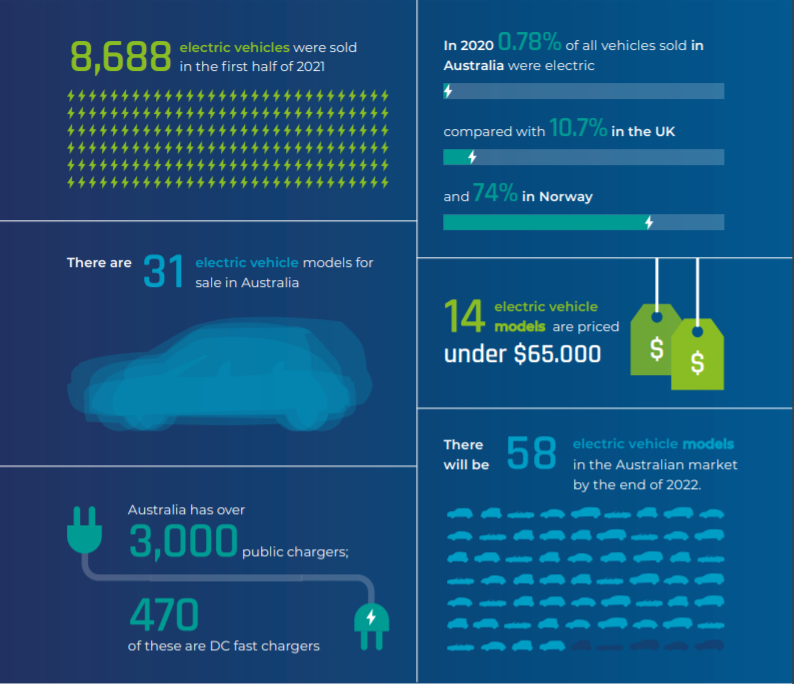 8,688 electric vehicles were sold
in the first half of 2021
In 2020 0.78% of all vehicles sold in
Australia were electric
compared with 10.7% in the UK
and 74% in Norway
There are 31 electric vehicle models for
sale in Australia
14 electric vehicle
models are priced
under $65.000
$
$
Australia has over
3,000 public chargers;
470
of these are DC fast chargers
There
will be
58
electric vehicle models
in the Australian market
by the end of 2022.